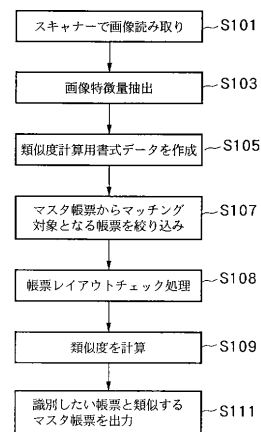 スキャナーで画像読み取り
S101
画像特徴量抽出
S103
類似度計算用書式データを作成
S105
マスタ帳票からマッチング
対象となる帳票を絞り込み
S107
帳票レイアウトチェック処理
S108
類似度を計算
S109
識別したい帳票と類似する
マスタ帳票を出力
S111